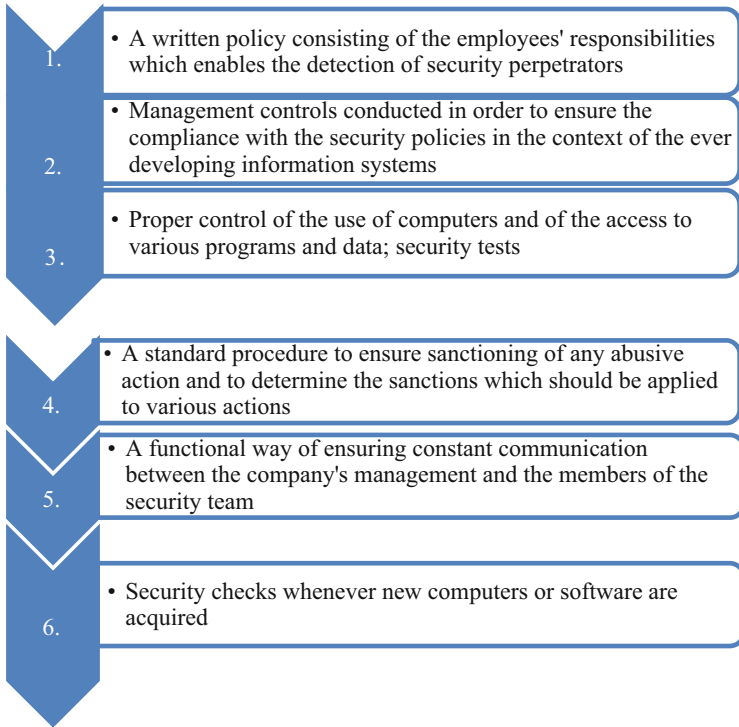 1.
• A written policy consisting of the employees' responsibilities
which enables the detection of security perpetrators
2.
• Management controls conducted in order to ensure the
compliance with the security policies in the context of the ever
developing information systems
3.
• Proper control of the use of computers and of the access to
various programs and data; security tests
4.
• A standard procedure to ensure sanctioning of any abusive
action and to determine the sanctions which should be applied
to various actions
5.
• A functional way of ensuring constant communication
between the company's management and the members of the
security team
6.
• Security checks whenever new computers or software are
acquired